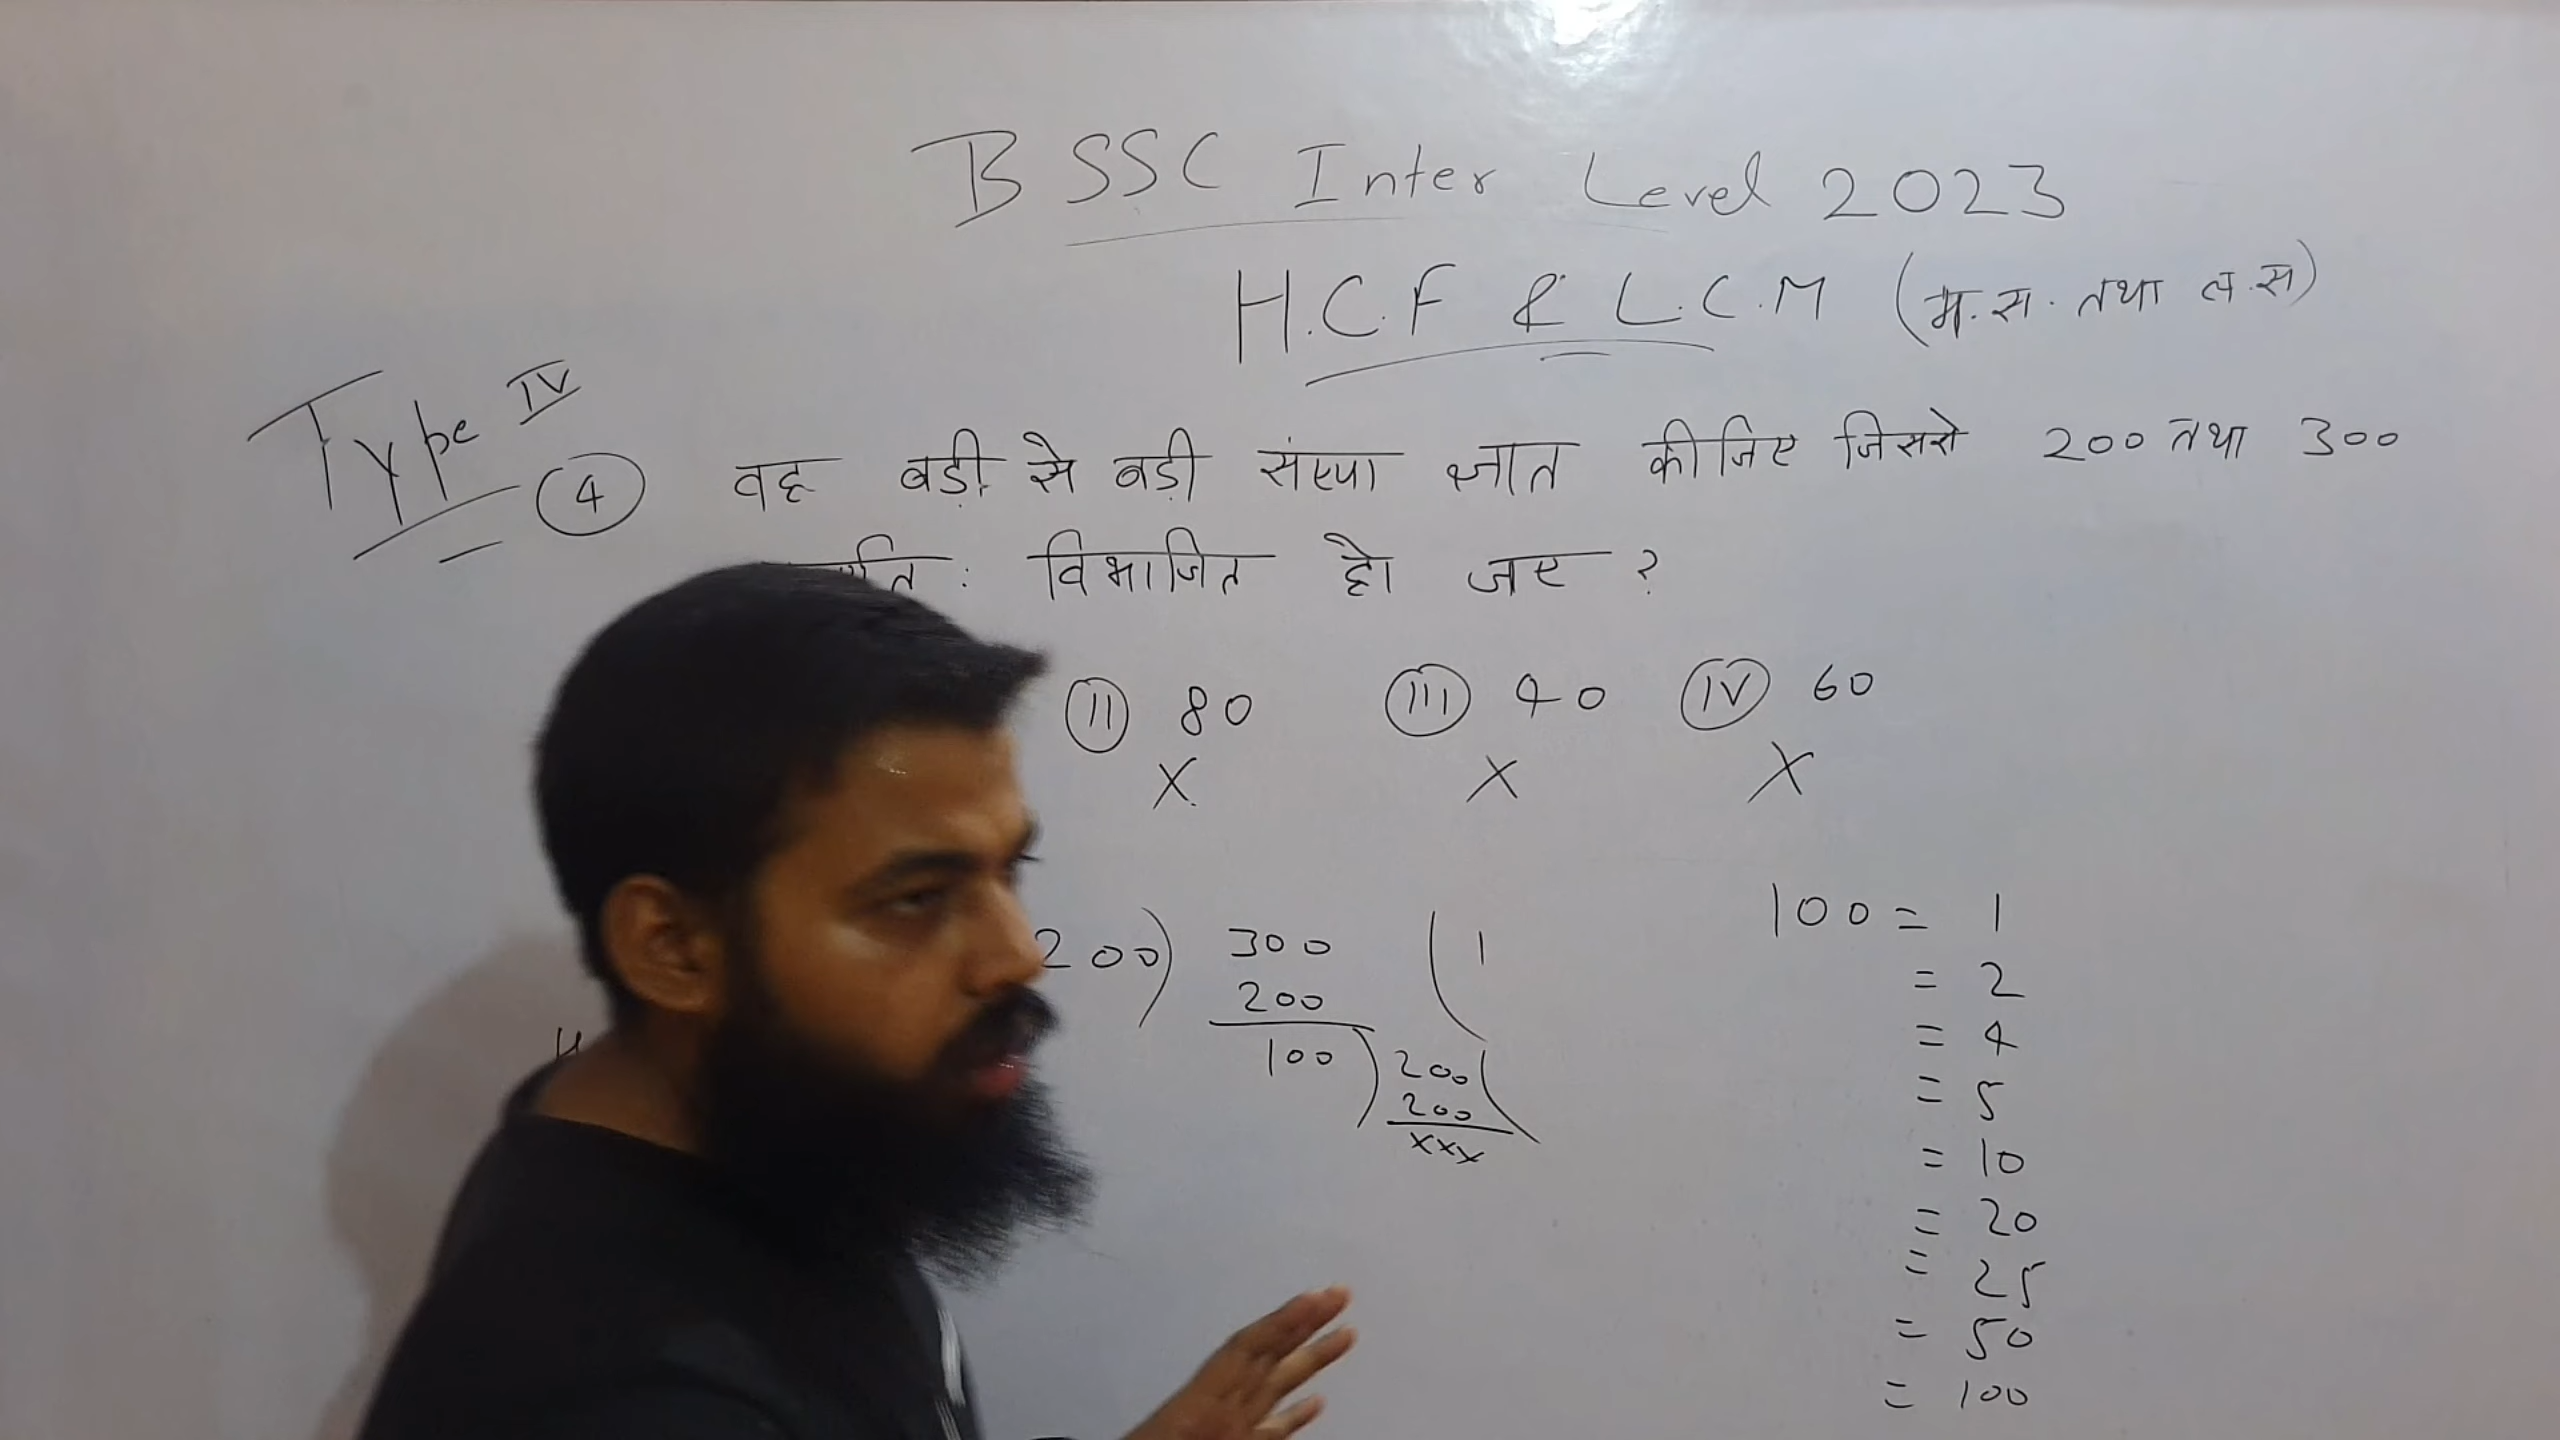 BSSC Inter Level 2023
H.C.F & L.C.M (म.स. तथा ल.स)
Type IV
④ वह बड़ी से बड़ी संख्या ज्ञात कीजिए जिससे 200 तथा 300
विभाजित हो जाए ?
II 80 III 40 IV 60
X X X
200) 300 ( 1
200
100) 200 (
200
xxx
100 = 1
= 2
= 4
= 5
= 10
= 20
= 25
= 50
= 100